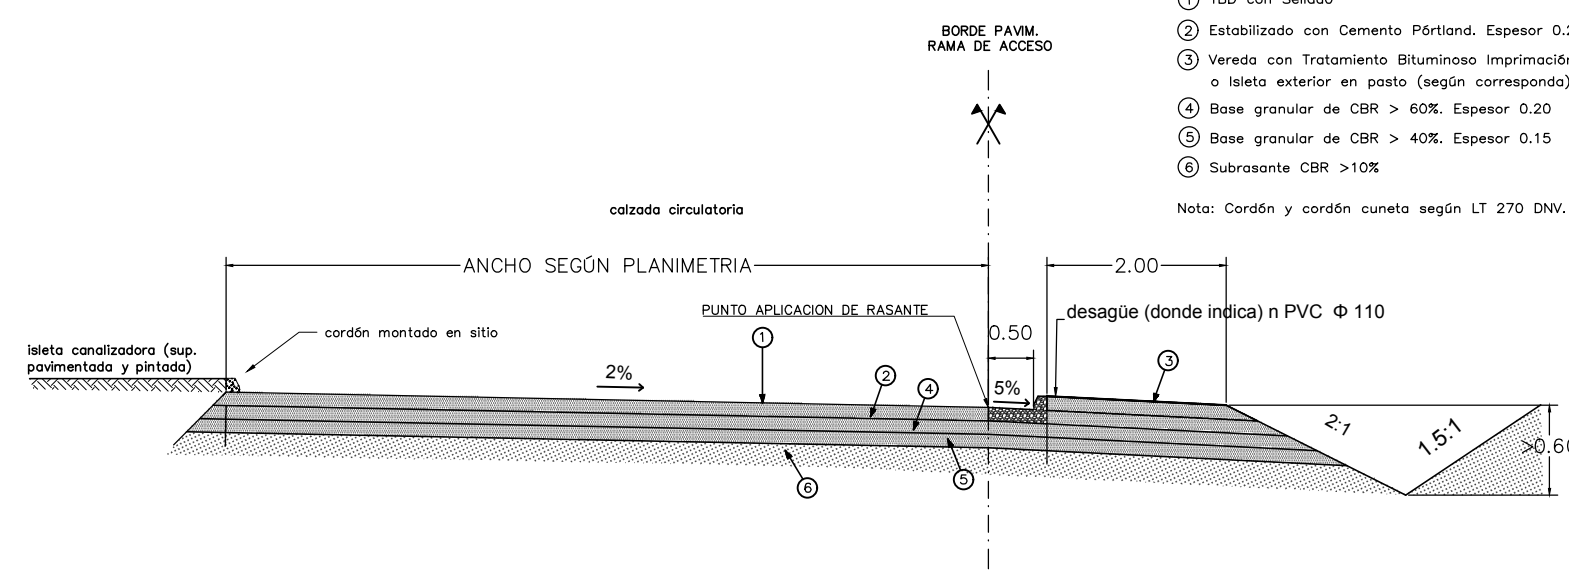 ① TBD con Sellado
② Estabilizado con Cemento Pórtland. Espesor 0.2
③ Vereda con Tratamiento Bituminoso Imprimación
o Isleta exterior en pasto (según corresponda)
④ Base granular de CBR > 60%. Espesor 0.20
⑤ Base granular de CBR > 40%. Espesor 0.15
⑥ Subrasante CBR >10%
Nota: Cordón y cordón cuneta según LT 270 DNV.
BORDE PAVIM.
RAMA DE ACCESO
calzada circulatoria
ANCHO SEGÚN PLANIMETRIA
2.00
PUNTO APLICACION DE RASANTE
desagüe (donde indica) n PVC Φ 110
0.50
cordón montado en sitio
isleta canalizadora (sup.
pavimentada y pintada)
①
③
2%
②
④
5%
2:1
1.5:1
>0.60
⑤
⑥